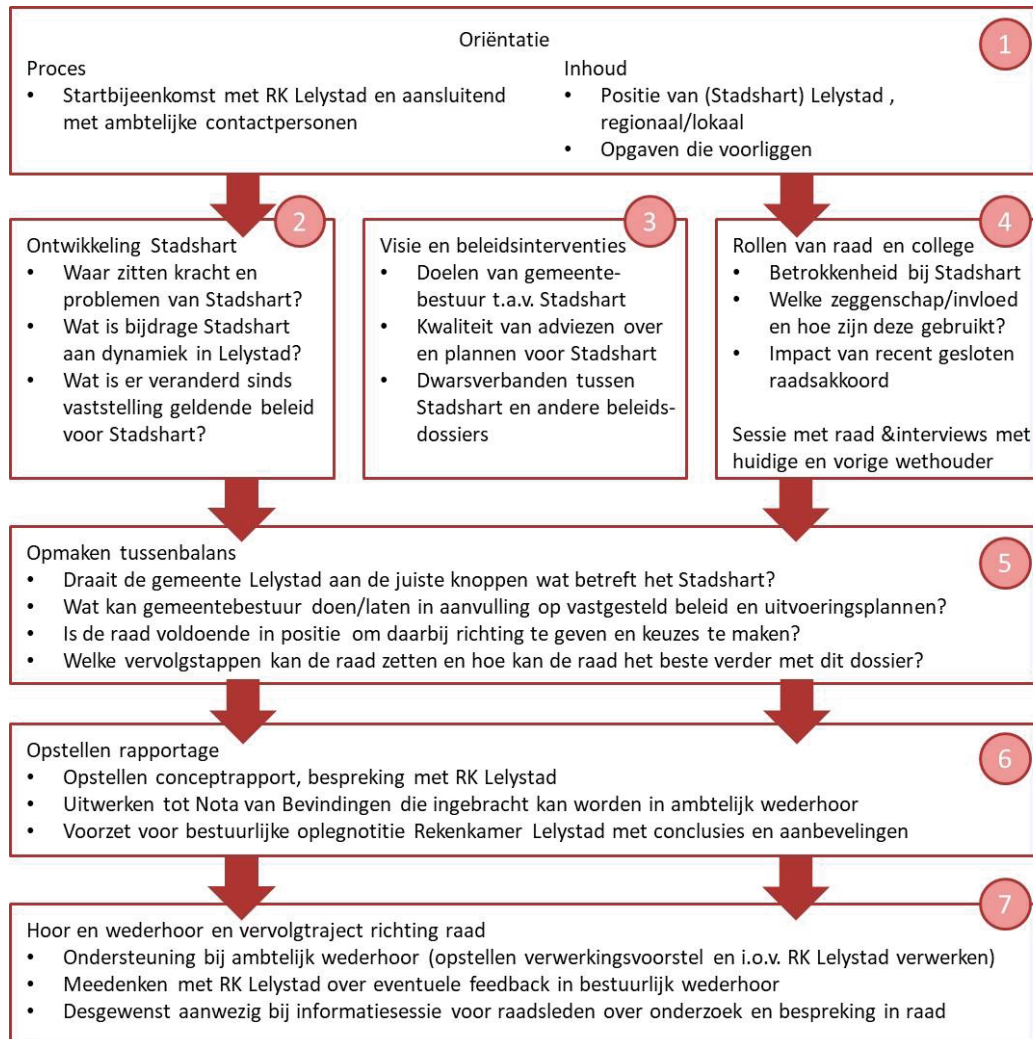 Oriëntatie
1
Proces
• Startbijeenkomst met RK Lelystad en aansluitend
met ambtelijke contactpersonen
Inhoud
• Positie van (Stadshart) Lelystad ,
regionaal/lokaal
• Opgaven die voorliggen
2
Ontwikkeling Stadshart
• Waar zitten kracht en
problemen van Stadshart?
• Wat is bijdrage Stadshart
aan dynamiek in Lelystad?
• Wat is er veranderd sinds
vaststelling geldende beleid
voor Stadshart?
3
Visie en beleidsinterventies
• Doelen van gemeente-
bestuur t.a.v. Stadshart
• Kwaliteit van adviezen over
en plannen voor Stadshart
• Dwarsverbanden tussen
Stadshart en andere beleids-
dossiers
4
Rollen van raad en college
• Betrokkenheid bij Stadshart
• Welke zeggenschap/invloed
en hoe zijn deze gebruikt?
• Impact van recent gesloten
raadsakkoord
Sessie met raad &interviews met
huidige en vorige wethouder
5
Opmaken tussenbalans
• Draait de gemeente Lelystad aan de juiste knoppen wat betreft het Stadshart?
• Wat kan gemeentebestuur doen/laten in aanvulling op vastgesteld beleid en uitvoeringsplannen?
• Is de raad voldoende in positie om daarbij richting te geven en keuzes te maken?
• Welke vervolgstappen kan de raad zetten en hoe kan de raad het beste verder met dit dossier?
6
Opstellen rapportage
• Opstellen conceptrapport, bespreking met RK Lelystad
• Uitwerken tot Nota van Bevindingen die ingebracht kan worden in ambtelijk wederhoor
• Voorzet voor bestuurlijke oplegnotitie Rekenkamer Lelystad met conclusies en aanbevelingen
7
Hoor en wederhoor en vervolgtraject richting raad
• Ondersteuning bij ambtelijk wederhoor (opstellen verwerkingsvoorstel en i.o.v. RK Lelystad verwerken)
• Meedenken met RK Lelystad over eventuele feedback in bestuurlijk wederhoor
• Desgewenst aanwezig bij informatiesessie voor raadsleden over onderzoek en bespreking in raad